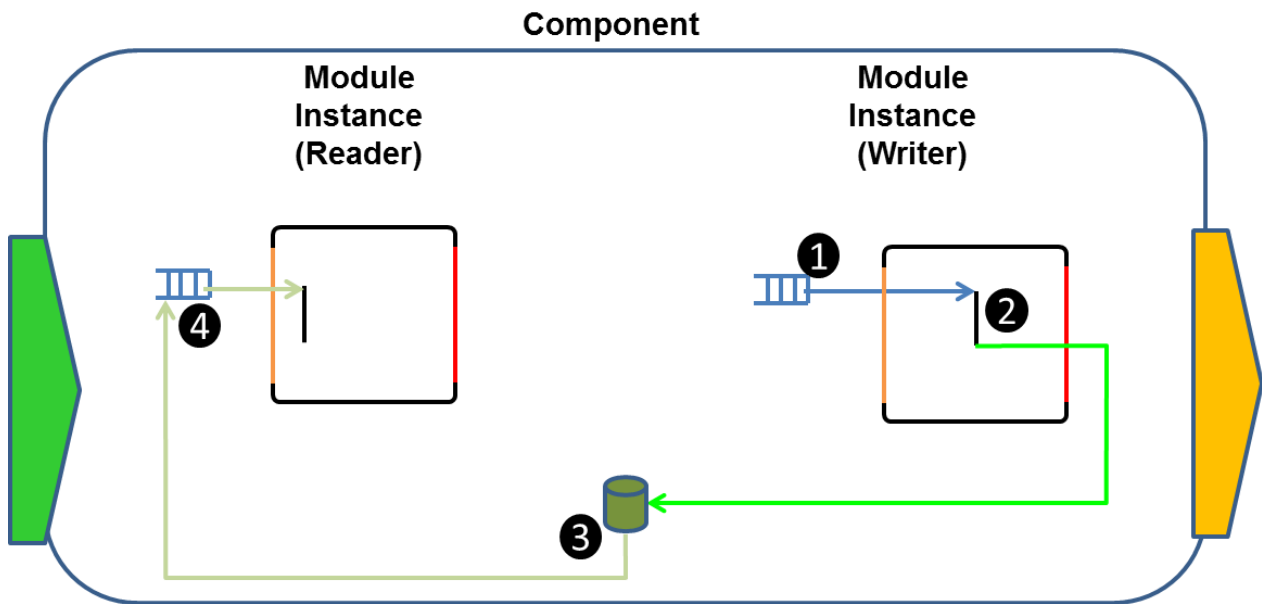 Component
Module
Instance
(Reader)
Module
Instance
(Writer)
1
2
4
3